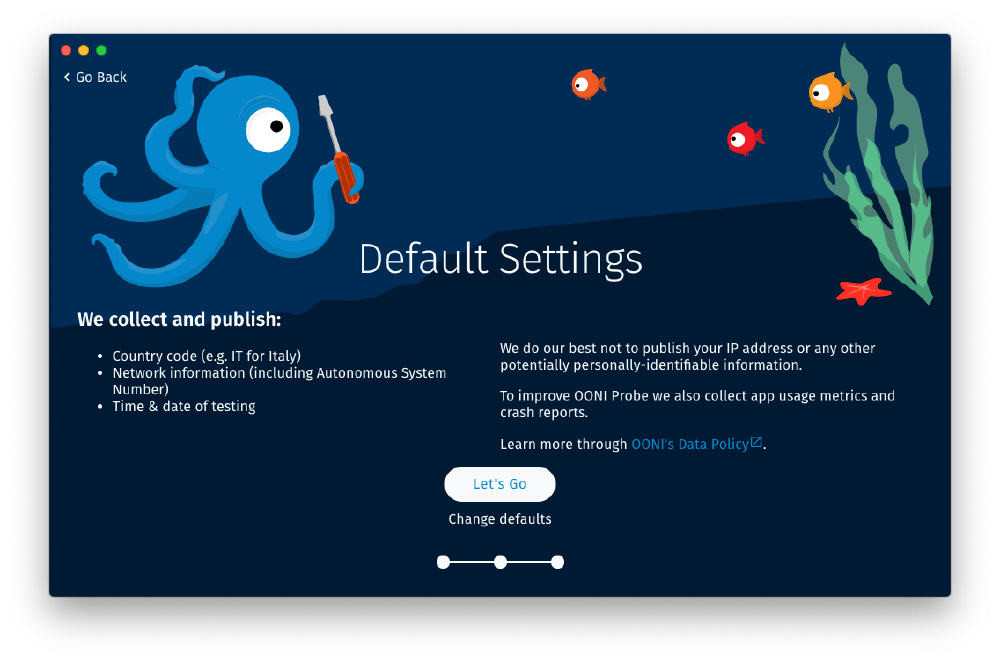 Go Back
Default Settings
We collect and publish:
• Country code (e.g. IT for Italy)
• Network information (including Autonomous System
Number)
• Time & date of testing
We do our best not to publish your IP address or any other
potentially personally-identifiable information.
To improve OONI Probe we also collect app usage metrics and
crash reports.
Learn more through OONI's Data Policy.
Let's Go
Change defaults